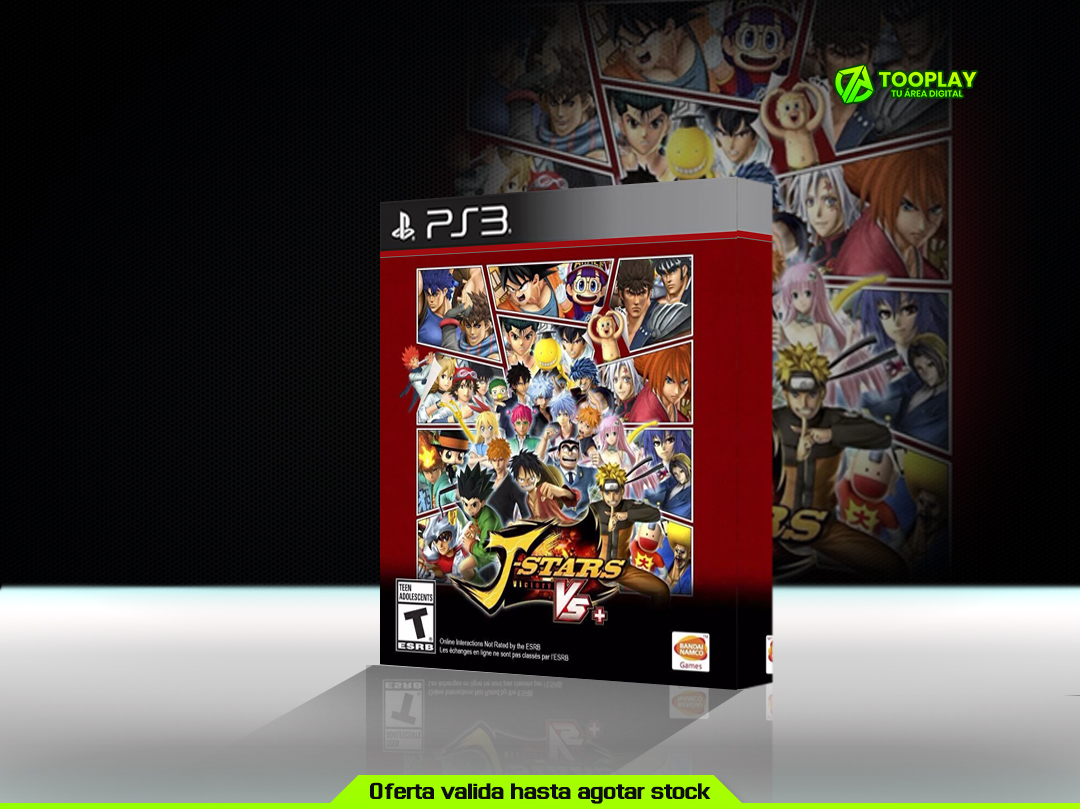 TOOPLAY
TU ÁREA DIGITAL
PS3
J-STARS
Victory
VS+
TEEN
ADOLESCENTS
T
ESRB
Online Interactions Not Rated by the ESRB
Les échanges en ligne ne sont pas classés par l'ESRB
BANDAI
NAMCO
Games
Oferta valida hasta agotar stock